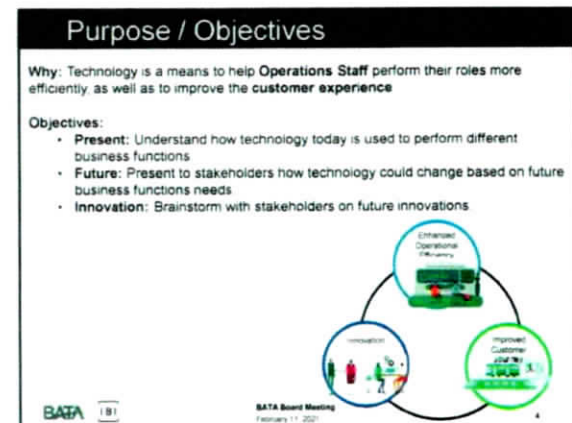 Purpose / Objectives
Why: Technology is a means to help Operations Staff perform their roles more
efficiently, as well as to improve the customer experience
Objectives:
· Present: Understand how technology today is used to perform different
business functions
· Future: Present to stakeholders how technology could change based on future
business functions needs
· Innovation: Brainstorm with stakeholders on future innovations
Enhanced
Operational
Efficiency
Innovation
Improved
Customer
BATA
IBI
BATA Board Meeting
February 11, 2021
4